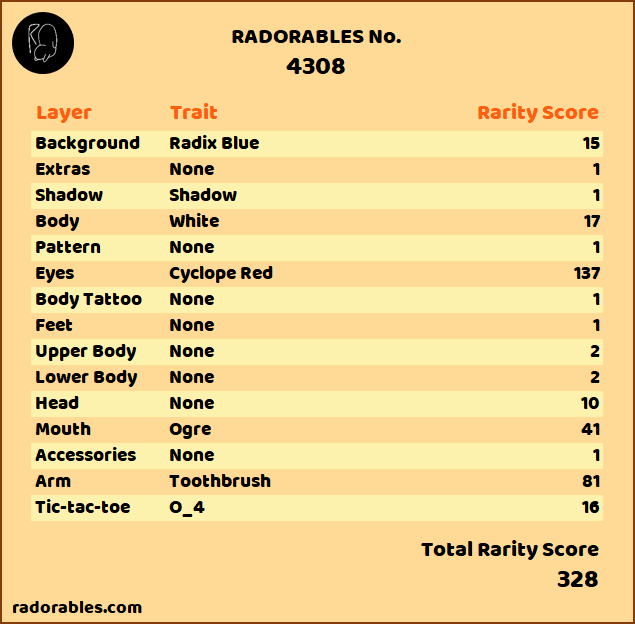 RADORABLES No.
4308
Layer Trait Rarity Score
Background Radix Blue 15
Extras None 1
Shadow Shadow 1
Body White 17
Pattern None 1
Eyes Cyclope Red 137
Body Tattoo None 1
Feet None 1
Upper Body None 2
Lower Body None 2
Head None 10
Mouth Ogre 41
Accessories None 1
Arm Toothbrush 81
Tic-tac-toe O_4 16
Total Rarity Score
328
radorables.com